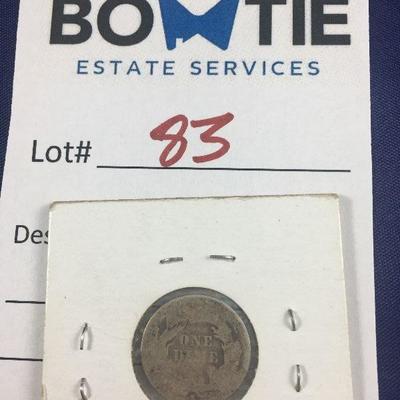 BOWTIE
ESTATE SERVICES
Lot# 83
Des
ONE
DIME